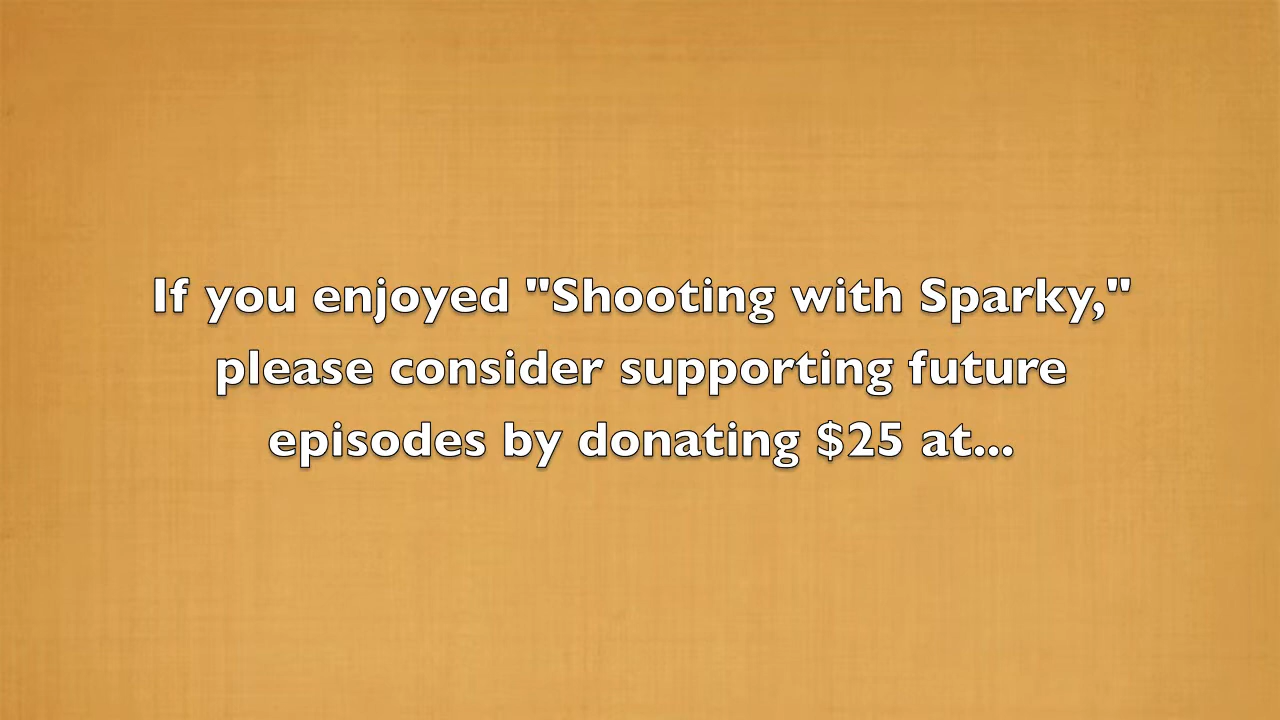 If you enjoyed "Shooting with Sparky,"
please consider supporting future
episodes by donating $25 at...